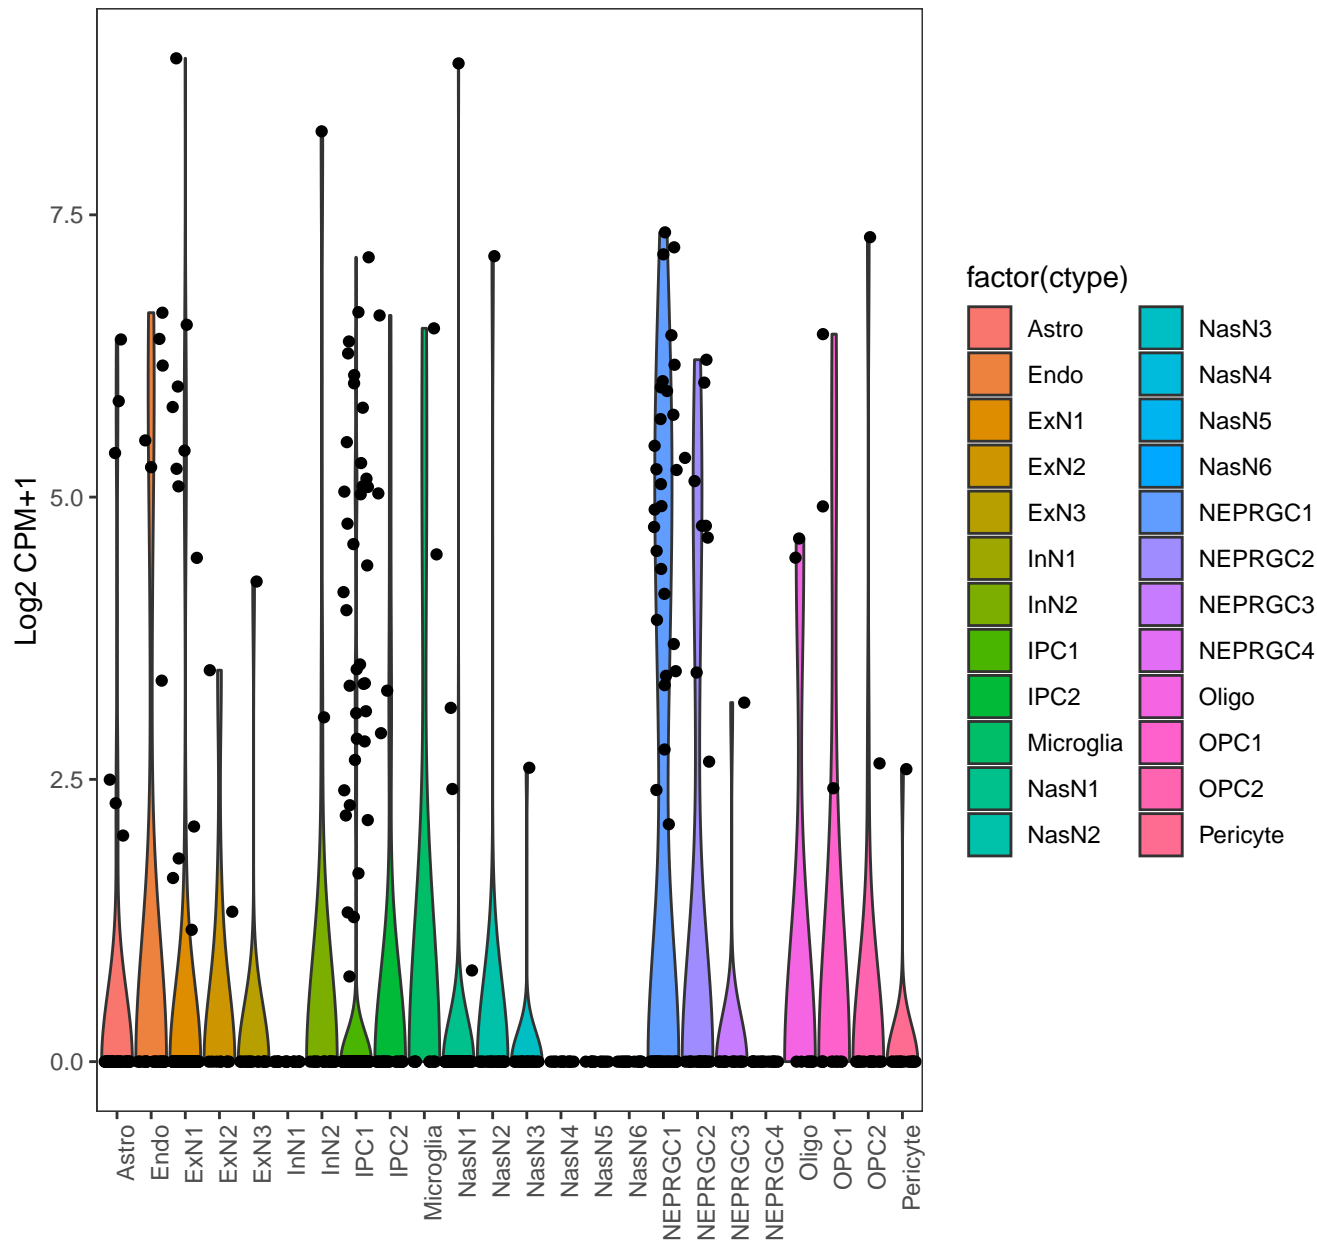 7.5
5.0
2.5
0.0
Log2 CPM+1
Astro
Endo
ExN1
ExN2
ExN3
InN1
InN2
IPC1
IPC2
Microglia
NasN1
NasN2
NasN3
NasN4
NasN5
NasN6
NEPRGC1
NEPRGC2
NEPRGC3
NEPRGC4
Oligo
OPC1
OPC2
Pericyte
factor(ctype)
Astro
Endo
ExN1
ExN2
ExN3
InN1
InN2
IPC1
IPC2
Microglia
NasN1
NasN2
NasN3
NasN4
NasN5
NasN6
NEPRGC1
NEPRGC2
NEPRGC3
NEPRGC4
Oligo
OPC1
OPC2
Pericyte